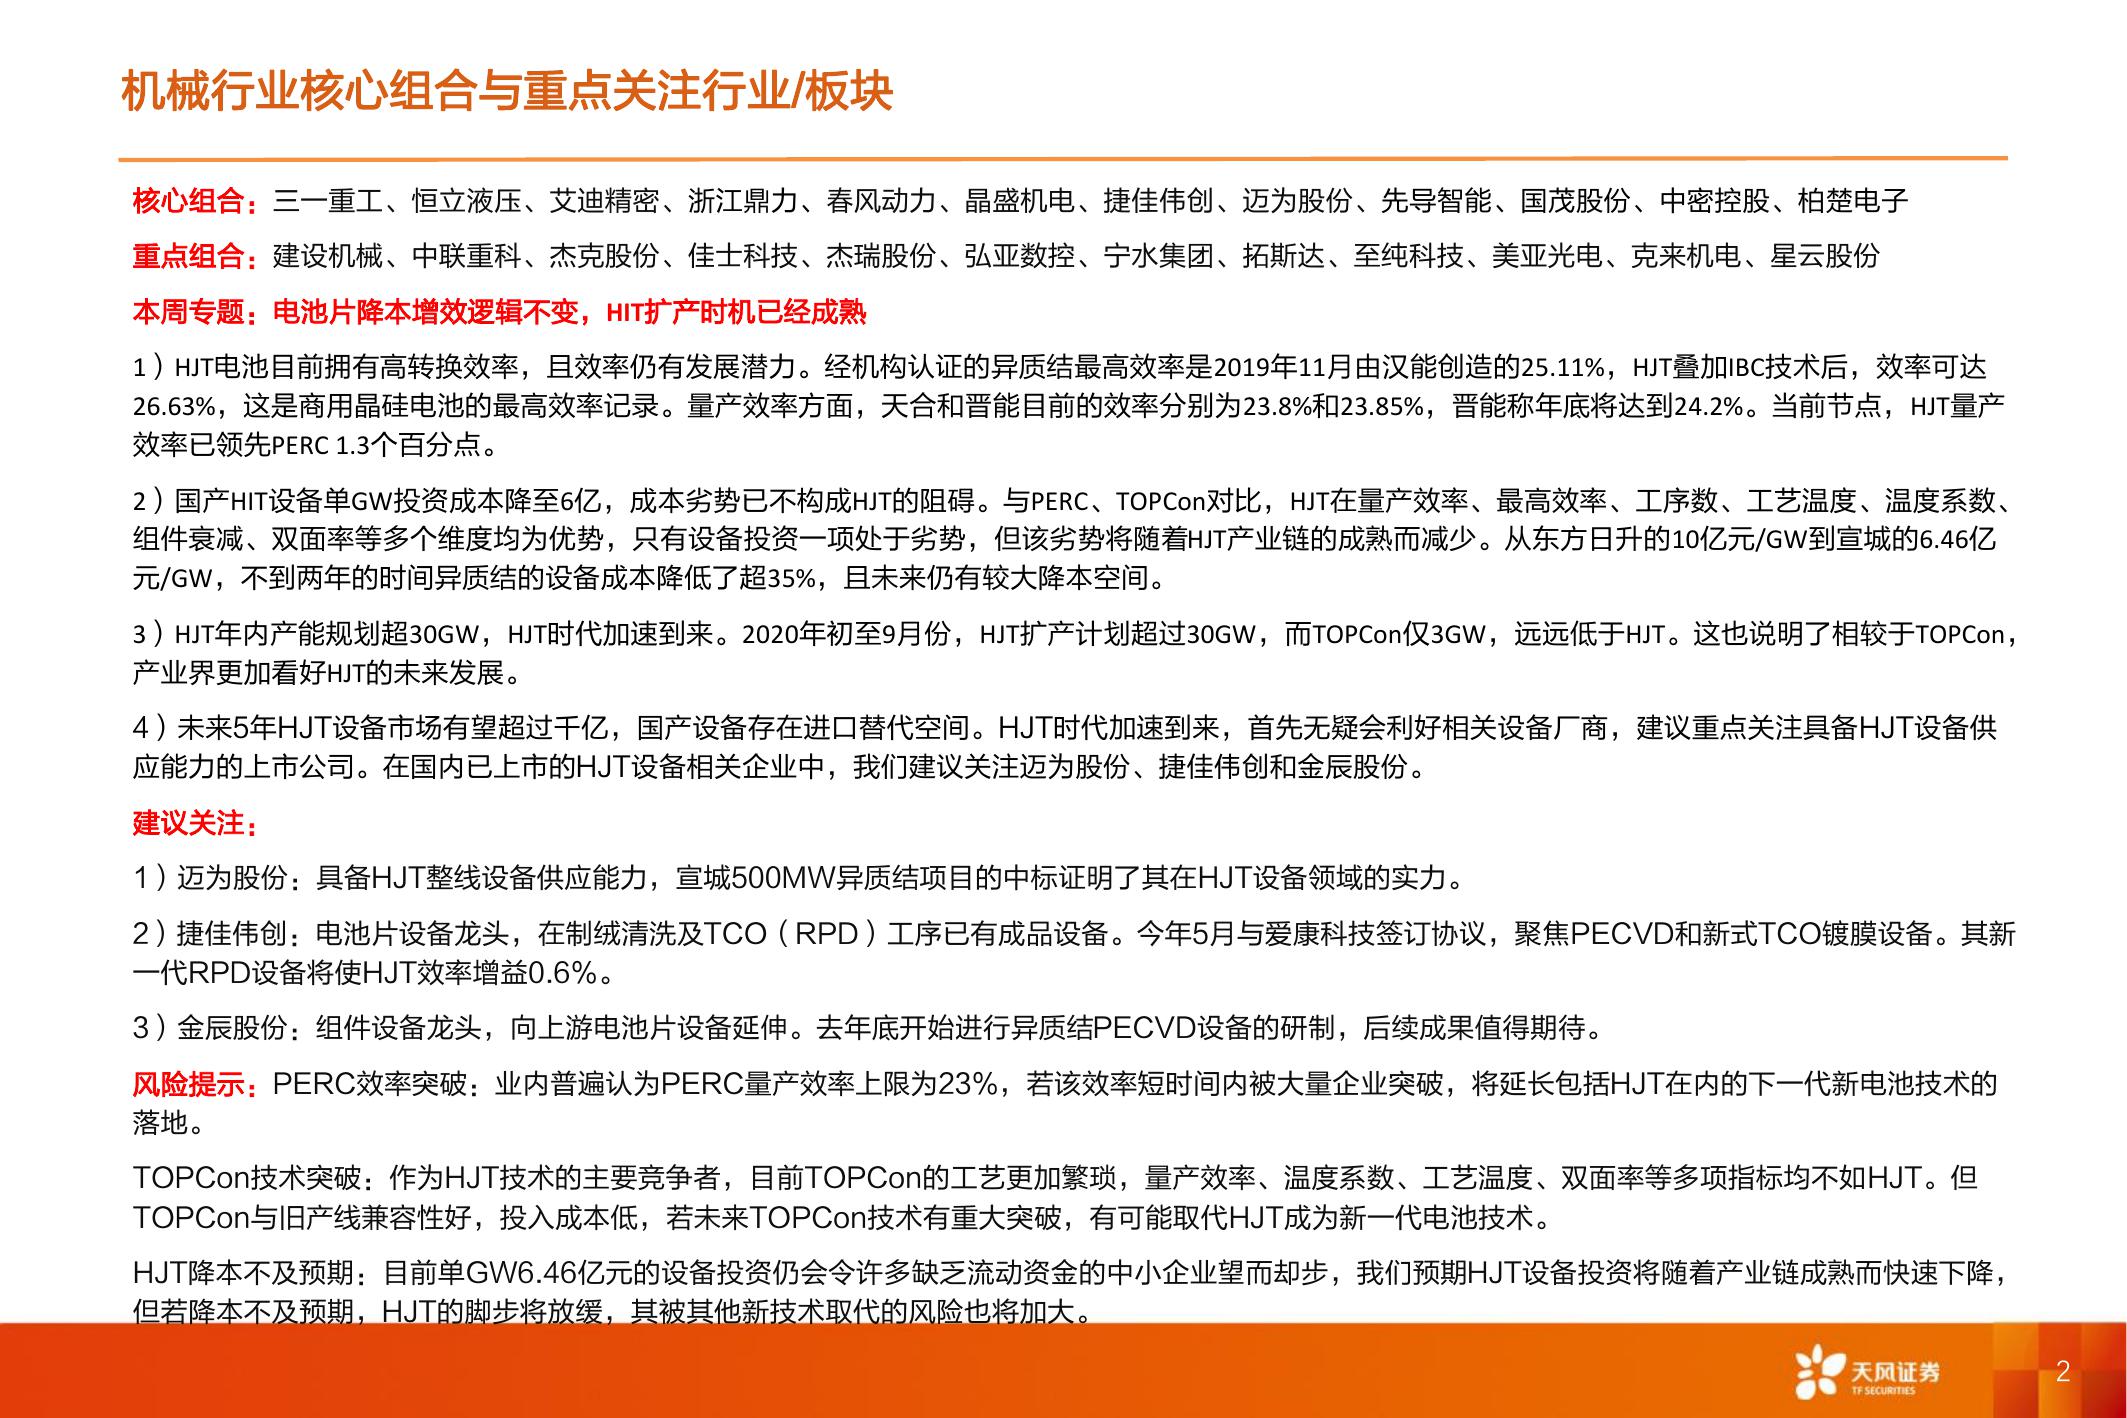 机械行业核心组合与重点关注行业/板块
核心组合：三一重工、恒立液压、艾迪精密、浙江鼎力、春风动力、晶盛机电、捷佳伟创、迈为股份、先导智能、国茂股份、中密控股、柏楚电子
重点组合：建设机械、中联重科、杰克股份、佳士科技、杰瑞股份、弘亚数控、宁水集团、拓斯达、至纯科技、美亚光电、克来机电、星云股份
本周专题：电池片降本增效逻辑不变，HIT扩产时机已经成熟
1）HJT电池目前拥有高转换效率，且效率仍有发展潜力。经机构认证的异质结最高效率是2019年11月由汉能创造的25.11%，HJT叠加IBC技术后，效率可达
26.63%，这是商用晶硅电池的最高效率记录。量产效率方面，天合和晋能目前的效率分别为23.8%和23.85%，晋能称年底将达到24.2%。当前节点，HJT量产
效率已领先PERC 1.3个百分点。
2）国产HIT设备单GW投资成本降至6亿，成本劣势已不构成HJT的阻碍。与PERC、TOPCon对比，HJT在量产效率、最高效率、工序数、工艺温度、温度系数、
组件衰减、双面率等多个维度均为优势，只有设备投资一项处于劣势，但该劣势将随着HJT产业链的成熟而减少。从东方日升的10亿元/GW到宣城的6.46亿
元/GW，不到两年的时间异质结的设备成本降低了超35%，且未来仍有较大降本空间。
3）HJT年内产能规划超30GW，HJT时代加速到来。2020年初至9月份，HJT扩产计划超过30GW，而TOPCon仅3GW，远远低于HJT。这也说明了相较于TOPCon，
产业界更加看好HJT的未来发展。
4）未来5年HJT设备市场有望超过千亿，国产设备存在进口替代空间。HJT时代加速到来，首先无疑会利好相关设备厂商，建议重点关注具备HJT设备供
应能力的上市公司。在国内已上市的HJT设备相关企业中，我们建议关注迈为股份、捷佳伟创和金辰股份。
建议关注：
1）迈为股份：具备HJT整线设备供应能力，宣城500MW异质结项目的中标证明了其在HJT设备领域的实力。
2）捷佳伟创：电池片设备龙头，在制绒清洗及TCO（RPD）工序已有成品设备。今年5月与爱康科技签订协议，聚焦PECVD和新式TCO镀膜设备。其新
一代RPD设备将使HJT效率增益0.6%。
3）金辰股份：组件设备龙头，向上游电池片设备延伸。去年底开始进行异质结PECVD设备的研制，后续成果值得期待。
风险提示：PERC效率突破：业内普遍认为PERC量产效率上限为23%，若该效率短时间内被大量企业突破，将延长包括HJT在内的下一代新电池技术的
落地。
TOPCon技术突破：作为HJT技术的主要竞争者，目前TOPCon的工艺更加繁琐，量产效率、温度系数、工艺温度、双面率等多项指标均不如HJT。但
TOPCon与旧产线兼容性好，投入成本低，若未来TOPCon技术有重大突破，有可能取代HJT成为新一代电池技术。
HJT降本不及预期：目前单GW6.46亿元的设备投资仍会令许多缺乏流动资金的中小企业望而却步，我们预期HJT设备投资将随着产业链成熟而快速下降，
但若降本不及预期，HJT的脚步将放缓，其被其他新技术取代的风险也将加大。
天风证券
TF SECURITIES
2